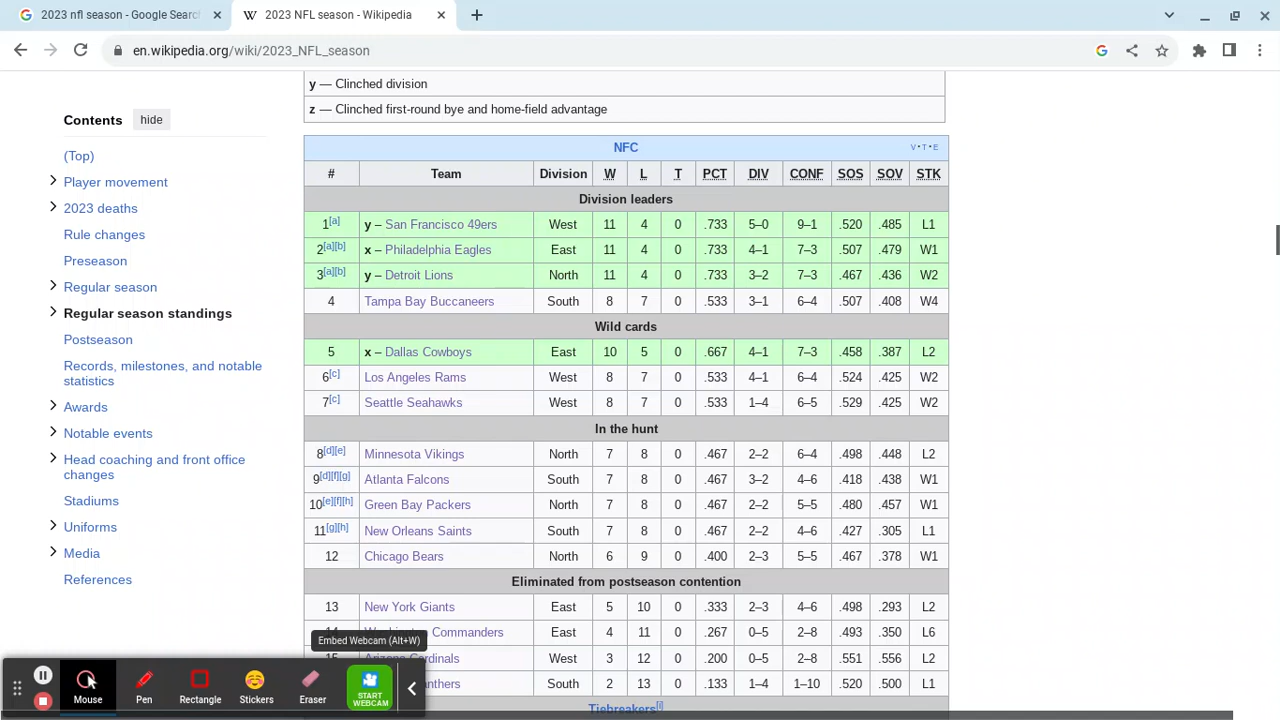 2023 nfl season - Google Search
2023 NFL season - Wikipedia
en.wikipedia.org/wiki/2023_NFL_season
y — Clinched division
z — Clinched first-round bye and home-field advantage
Contents hide
(Top)
Player movement
2023 deaths
Rule changes
Preseason
Regular season
Regular season standings
Postseason
Records, milestones, and notable
statistics
Awards
Notable events
Head coaching and front office
changes
Stadiums
Uniforms
Media
References
NFC V • T • E
# Team Division W L T PCT DIV CONF SOS SOV STK
Division leaders
1[a] y – San Francisco 49ers West 11 4 0 .733 5–0 9–1 .520 .485 L1
2[a][b] x – Philadelphia Eagles East 11 4 0 .733 4–1 7–3 .507 .479 W1
3[a][b] y – Detroit Lions North 11 4 0 .733 3–2 7–3 .467 .436 W2
4 Tampa Bay Buccaneers South 8 7 0 .533 3–1 6–4 .507 .408 W4
Wild cards
5 x – Dallas Cowboys East 10 5 0 .667 4–1 7–3 .458 .387 L2
6[c] Los Angeles Rams West 8 7 0 .533 4–1 6–4 .524 .425 W2
7[c] Seattle Seahawks West 8 7 0 .533 1–4 6–5 .529 .425 W2
In the hunt
8[d][e] Minnesota Vikings North 7 8 0 .467 2–2 6–4 .498 .448 L2
9[d][f][g] Atlanta Falcons South 7 8 0 .467 3–2 4–6 .418 .438 W1
10[e][f][h] Green Bay Packers North 7 8 0 .467 2–2 5–5 .480 .457 W1
11[g][h] New Orleans Saints South 7 8 0 .467 2–2 4–6 .427 .305 L1
12 Chicago Bears North 6 9 0 .400 2–3 5–5 .467 .378 W1
Eliminated from postseason contention
13 New York Giants East 5 10 0 .333 2–3 4–6 .498 .293 L2
14 Washington Commanders East 4 11 0 .267 0–5 2–8 .493 .350 L6
15 Arizona Cardinals West 3 12 0 .200 0–5 2–8 .551 .556 L2
anthers South 2 13 0 .133 1–4 1–10 .520 .500 L1
Tiebreakers[i]
Embed Webcam (Alt+W)
Mouse
Pen
Rectangle
Stickers
Eraser
START
WEBCAM